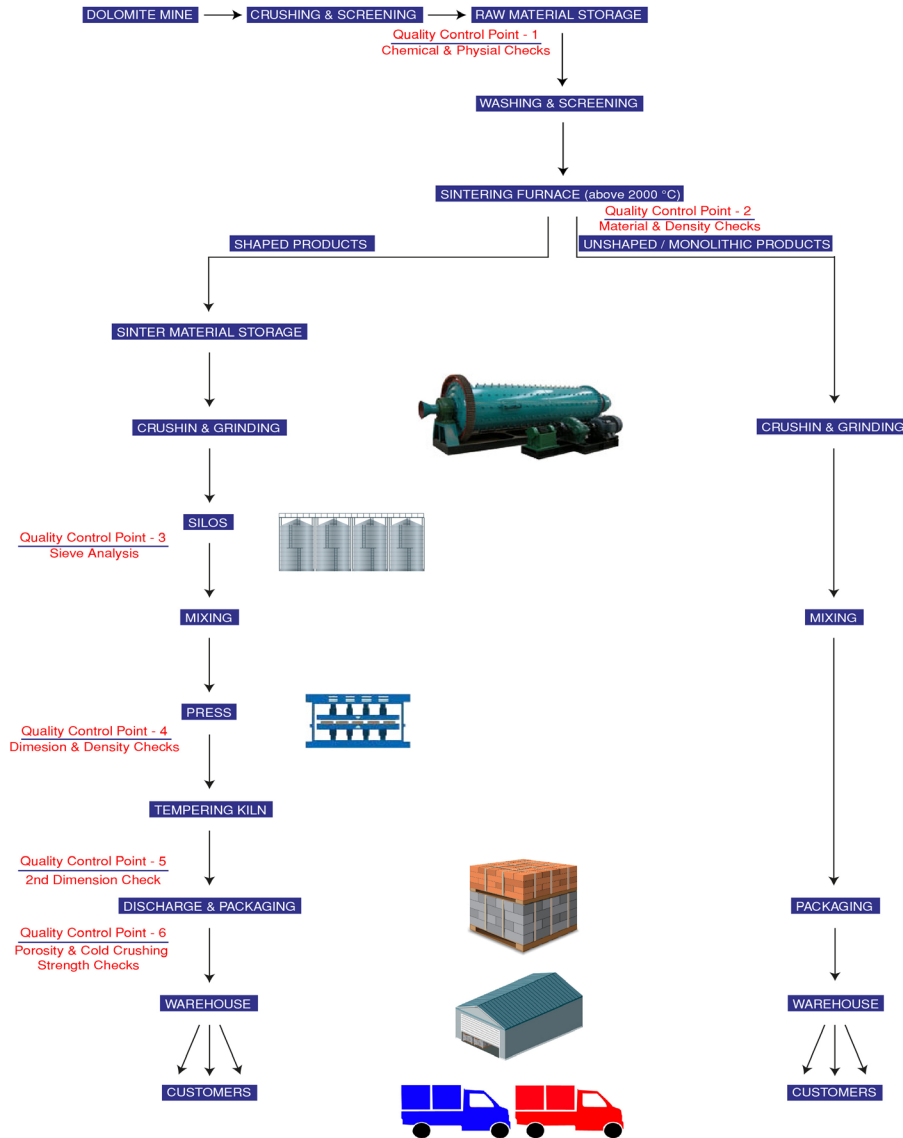 DOLOMITE MINE
CRUSHING & SCREENING
RAW MATERIAL STORAGE
Quality Control Point - 1
Chemical & Physial Checks
WASHING & SCREENING
SINTERING FURNACE (above 2000 °C)
Quality Control Point - 2
Material & Density Checks
SHAPED PRODUCTS
UNSHAPED / MONOLITHIC PRODUCTS
SINTER MATERIAL STORAGE
CRUSHIN & GRINDING
CRUSHIN & GRINDING
SILOS
Quality Control Point - 3
Sieve Analysis
MIXING
MIXING
PRESS
Quality Control Point - 4
Dimesion & Density Checks
TEMPERING KILN
Quality Control Point - 5
2nd Dimension Check
DISCHARGE & PACKAGING
PACKAGING
Quality Control Point - 6
Porosity & Cold Crushing
Strength Checks
WAREHOUSE
WAREHOUSE
CUSTOMERS
CUSTOMERS